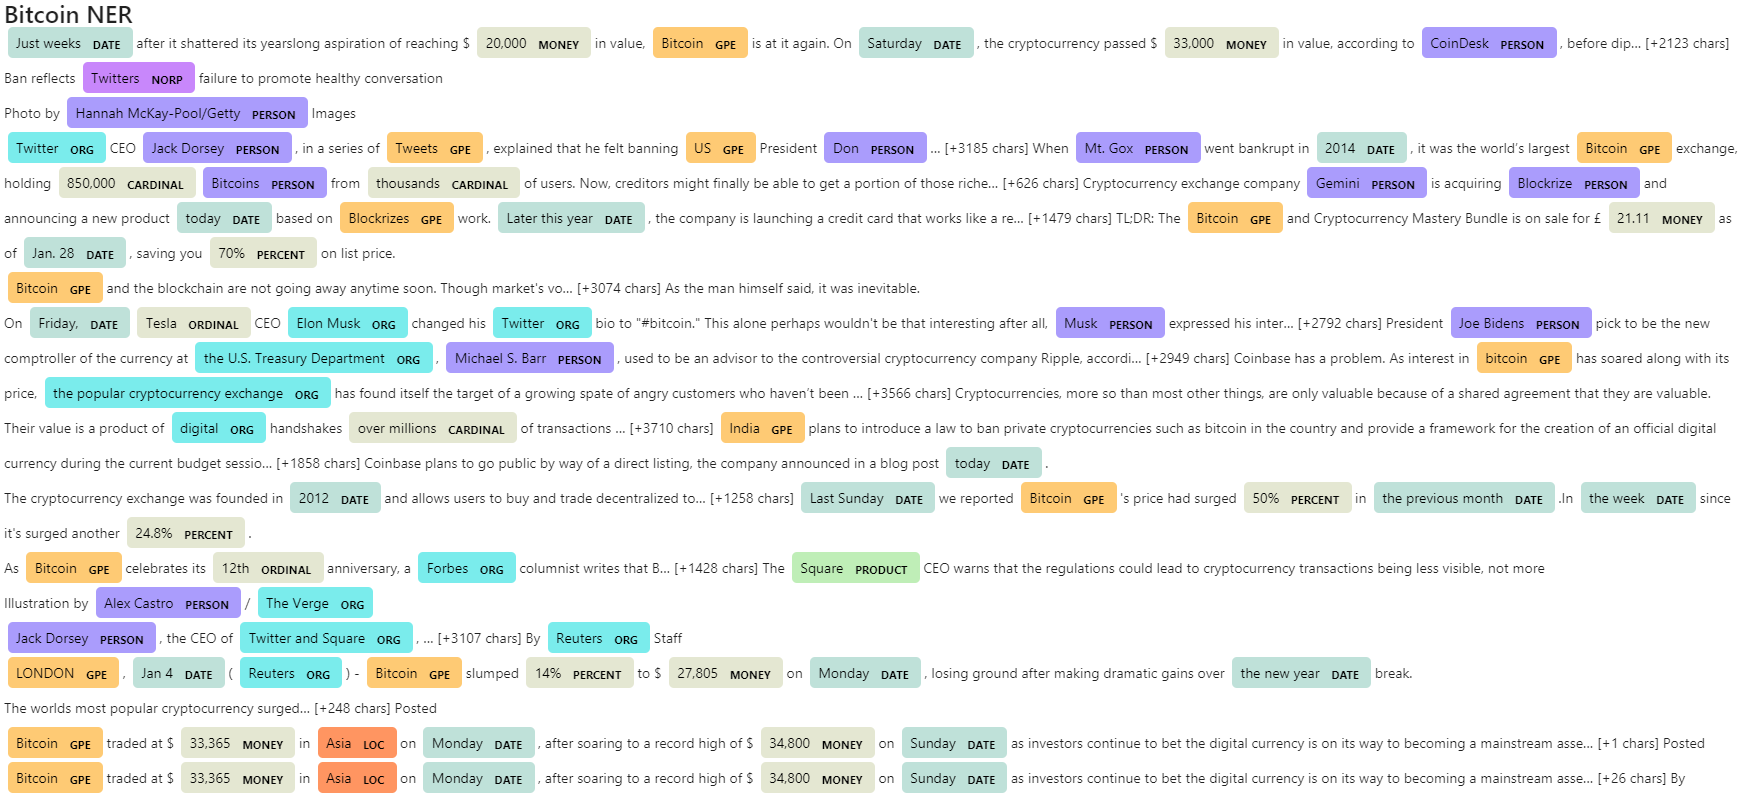 Bitcoin NER
Just weeks DATE after it shattered its yearslong aspiration of reaching $ 20,000 MONEY in value, Bitcoin GPE is at it again. On Saturday DATE , the cryptocurrency passed $ 33,000 MONEY in value, according to CoinDesk PERSON , before dip… [+2123 chars]
Ban reflects Twitters NORP failure to promote healthy conversation
Photo by Hannah McKay-Pool/Getty PERSON Images
Twitter ORG CEO Jack Dorsey PERSON , in a series of Tweets GPE , explained that he felt banning US GPE President Don PERSON … [+3185 chars] When Mt. Gox PERSON went bankrupt in 2014 DATE , it was the world's largest Bitcoin GPE exchange,
holding 850,000 CARDINAL Bitcoins PERSON from thousands CARDINAL of users. Now, creditors might finally be able to get a portion of those riche… [+626 chars] Cryptocurrency exchange company Gemini PERSON is acquiring Blockrize PERSON and
announcing a new product today DATE based on Blockrizes GPE work. Later this year DATE , the company is launching a credit card that works like a re… [+1479 chars] TL;DR: The Bitcoin GPE and Cryptocurrency Mastery Bundle is on sale for £ 21.11 MONEY as
of Jan. 28 DATE , saving you 70% PERCENT on list price.
Bitcoin GPE and the blockchain are not going away anytime soon. Though market's vo… [+3074 chars] As the man himself said, it was inevitable.
On Friday, DATE Tesla ORDINAL CEO Elon Musk ORG changed his Twitter ORG bio to "#bitcoin." This alone perhaps wouldn't be that interesting after all, Musk PERSON expressed his inter… [+2792 chars] President Joe Bidens PERSON pick to be the new
comptroller of the currency at the U.S. Treasury Department ORG , Michael S. Barr PERSON , used to be an advisor to the controversial cryptocurrency company Ripple, accordi… [+2949 chars] Coinbase has a problem. As interest in bitcoin GPE has soared along with its
price, the popular cryptocurrency exchange ORG has found itself the target of a growing spate of angry customers who haven't been … [+3566 chars] Cryptocurrencies, more so than most other things, are only valuable because of a shared agreement that they are valuable.
Their value is a product of digital ORG handshakes over millions CARDINAL of transactions … [+3710 chars] India GPE plans to introduce a law to ban private cryptocurrencies such as bitcoin in the country and provide a framework for the creation of an official digital
currency during the current budget sessio… [+1858 chars] Coinbase plans to go public by way of a direct listing, the company announced in a blog post today DATE .
The cryptocurrency exchange was founded in 2012 DATE and allows users to buy and trade decentralized to… [+1258 chars] Last Sunday DATE we reported Bitcoin GPE 's price had surged 50% PERCENT in the previous month DATE .In the week DATE since
it's surged another 24.8% PERCENT .
As Bitcoin GPE celebrates its 12th ORDINAL anniversary, a Forbes ORG columnist writes that B… [+1428 chars] The Square PRODUCT CEO warns that the regulations could lead to cryptocurrency transactions being less visible, not more
Illustration by Alex Castro PERSON / The Verge ORG
Jack Dorsey PERSON , the CEO of Twitter and Square ORG , … [+3107 chars] By Reuters ORG Staff
LONDON GPE , Jan 4 DATE ( Reuters ORG ) - Bitcoin GPE slumped 14% PERCENT to $ 27,805 MONEY on Monday DATE , losing ground after making dramatic gains over the new year DATE break.
The worlds most popular cryptocurrency surged… [+248 chars] Posted
Bitcoin GPE traded at $ 33,365 MONEY in Asia LOC on Monday DATE , after soaring to a record high of $ 34,800 MONEY on Sunday DATE as investors continue to bet the digital currency is on its way to becoming a mainstream asse… [+1 chars] Posted
Bitcoin GPE traded at $ 33,365 MONEY in Asia LOC on Monday DATE , after soaring to a record high of $ 34,800 MONEY on Sunday DATE as investors continue to bet the digital currency is on its way to becoming a mainstream asse… [+26 chars] By